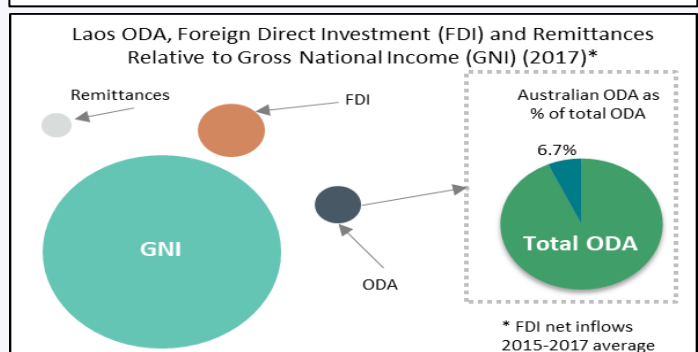 Laos ODA, Foreign Direct Investment (FDI) and Remittances
Relative to Gross National Income (GNI) (2017)*
Remittances
FDI
Australian ODA as
% of total ODA
6.7%
GNI
Total ODA
ODA
* FDI net inflows
2015-2017 average